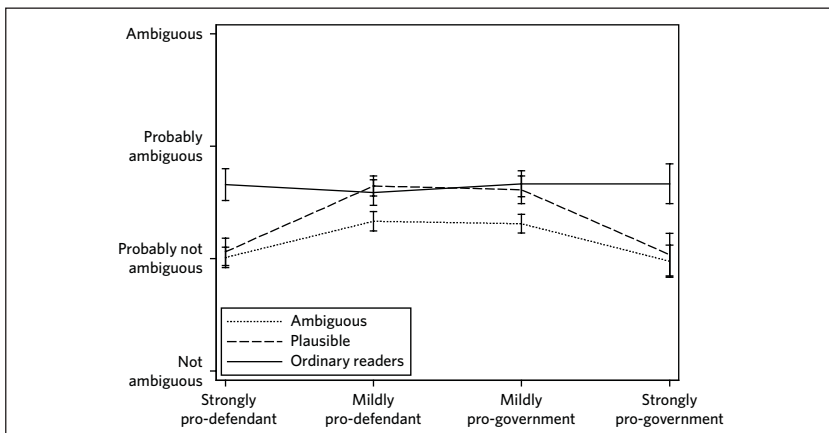 Ambiguous
Probably
ambiguous
Probably not
ambiguous
Not
ambiguous
Ambiguous
Plausible
Ordinary readers
Strongly
pro-defendant
Mildly
pro-defendant
Mildly
pro-government
Strongly
pro-government